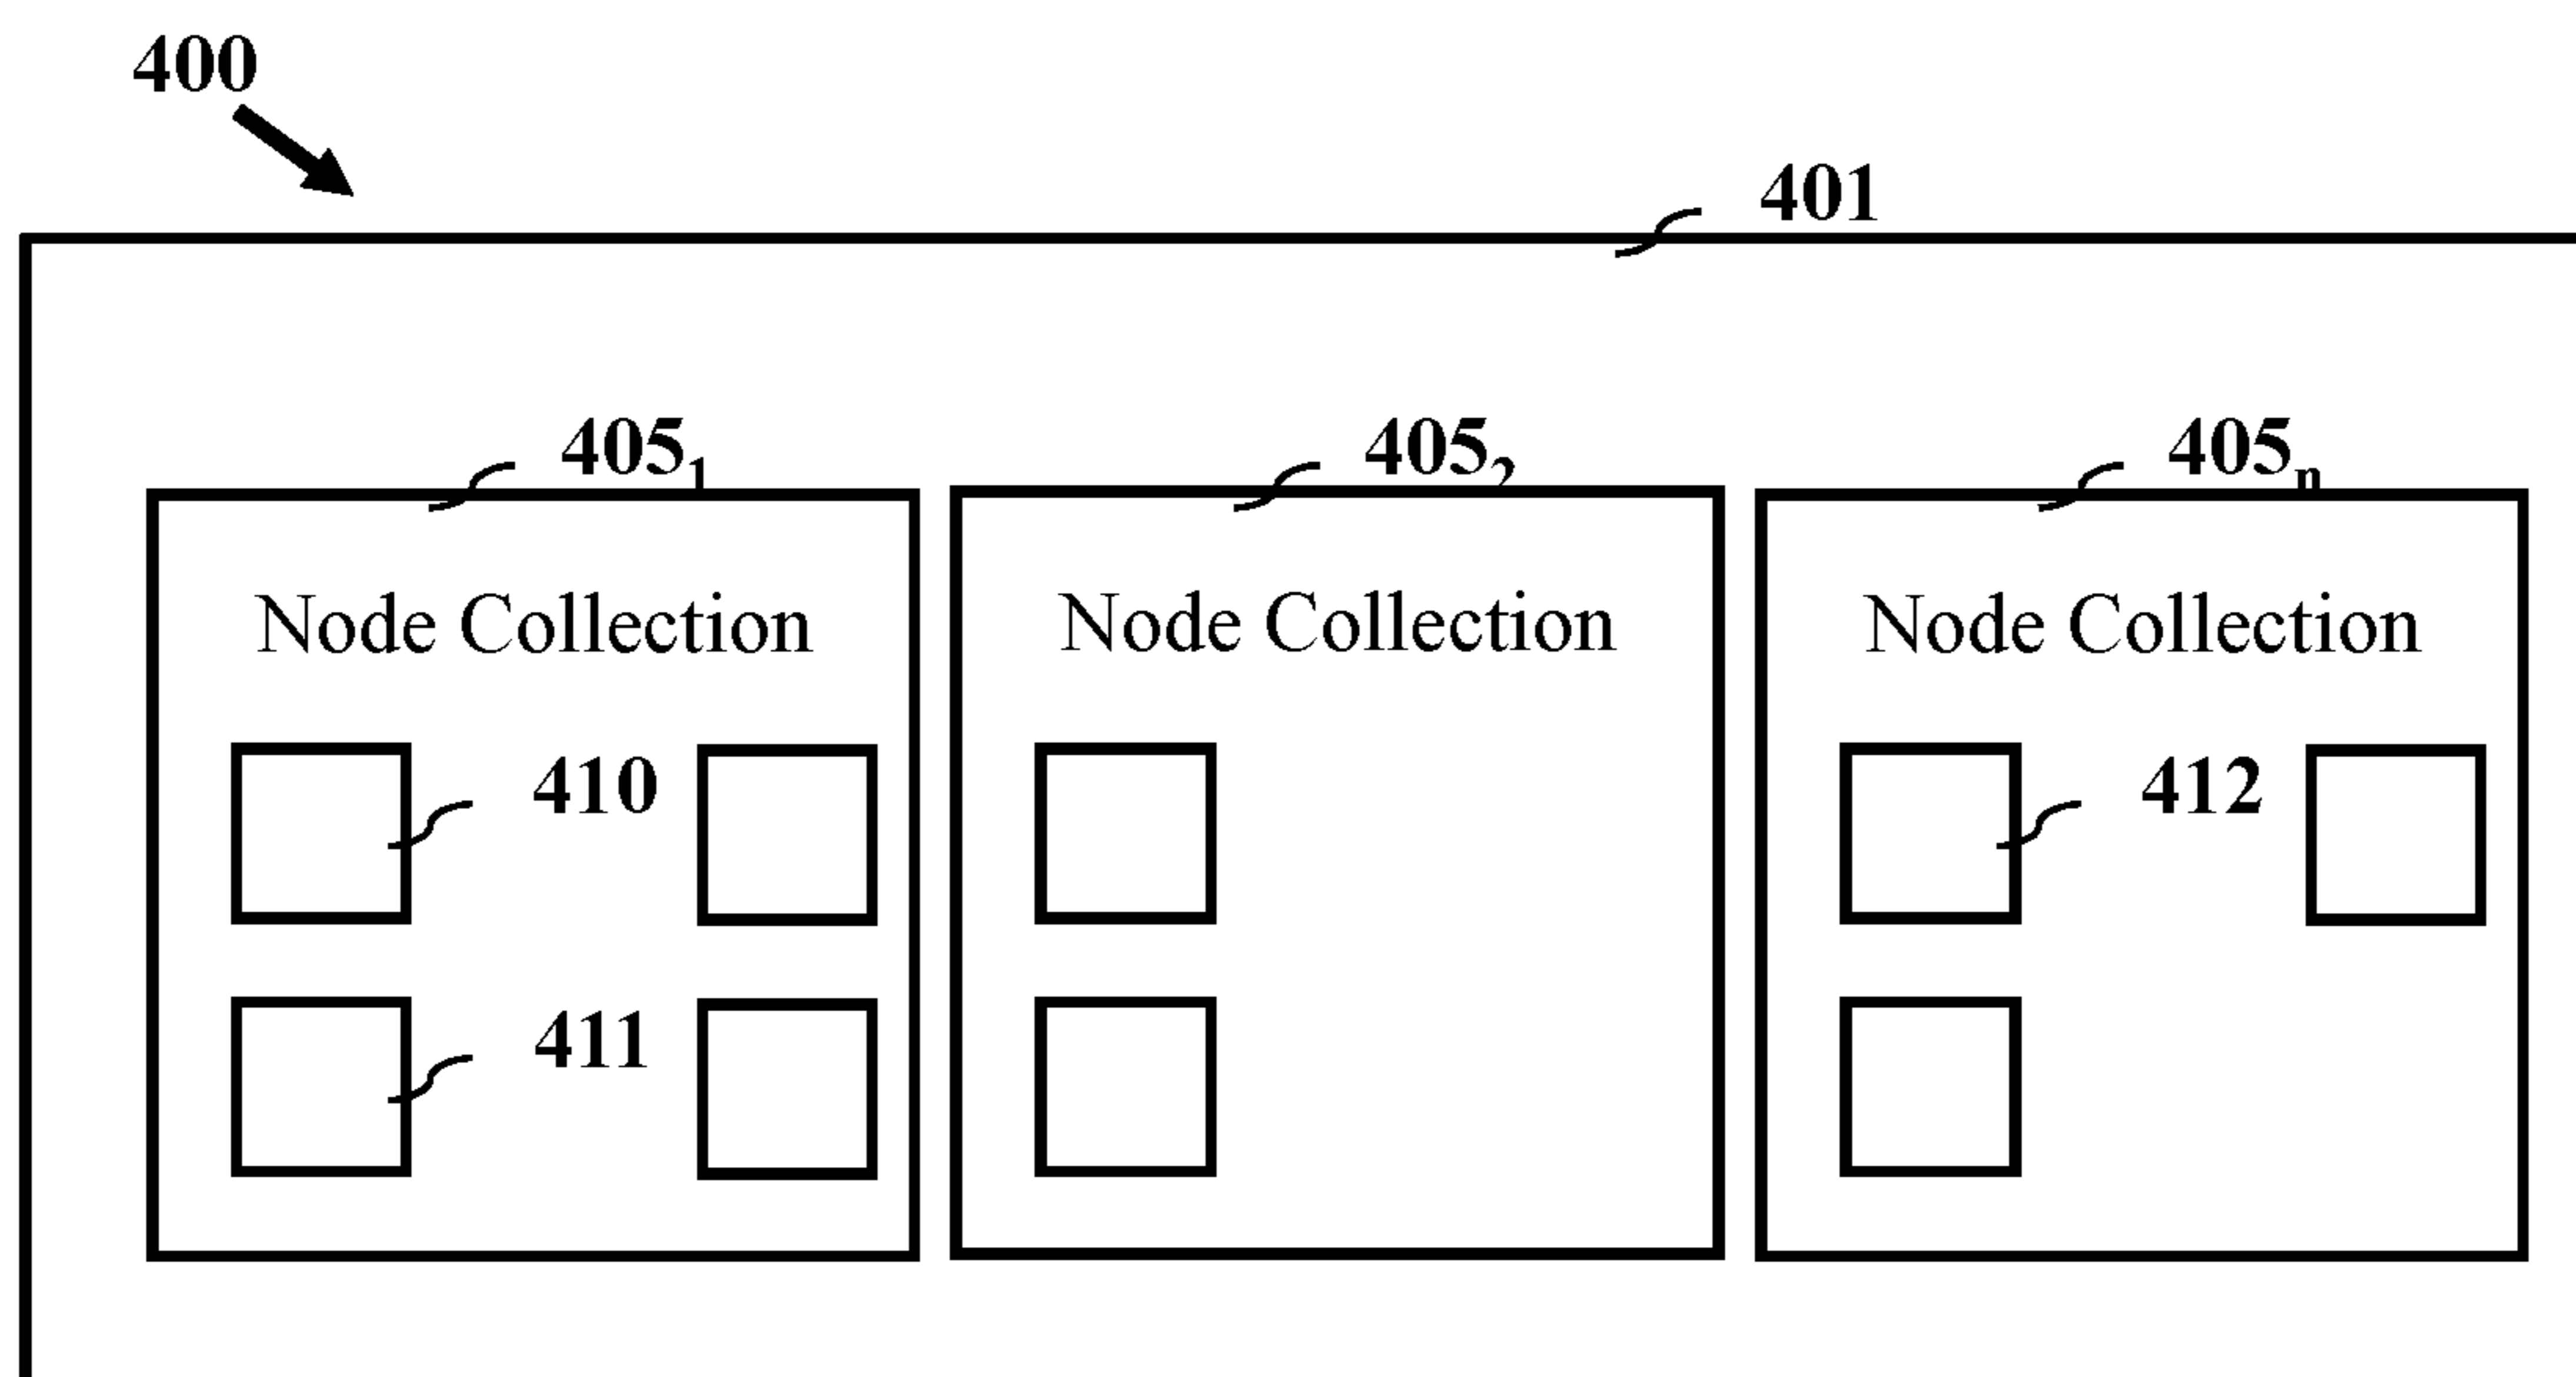 400
401
405₁ 405₂ 405ₙ
Node Collection Node Collection Node Collection
410 412
411